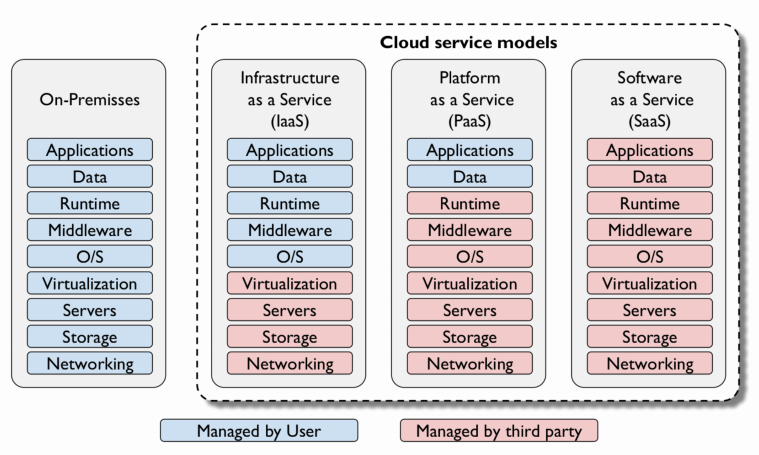 Cloud service models
On-Premisses
Applications
Data
Runtime
Middleware
O/S
Virtualization
Servers
Storage
Networking
Infrastructure
as a Service
(IaaS)
Applications
Data
Runtime
Middleware
O/S
Virtualization
Servers
Storage
Networking
Platform
as a Service
(PaaS)
Applications
Data
Runtime
Middleware
O/S
Virtualization
Servers
Storage
Networking
Software
as a Service
(SaaS)
Applications
Data
Runtime
Middleware
O/S
Virtualization
Servers
Storage
Networking
Managed by User
Managed by third party